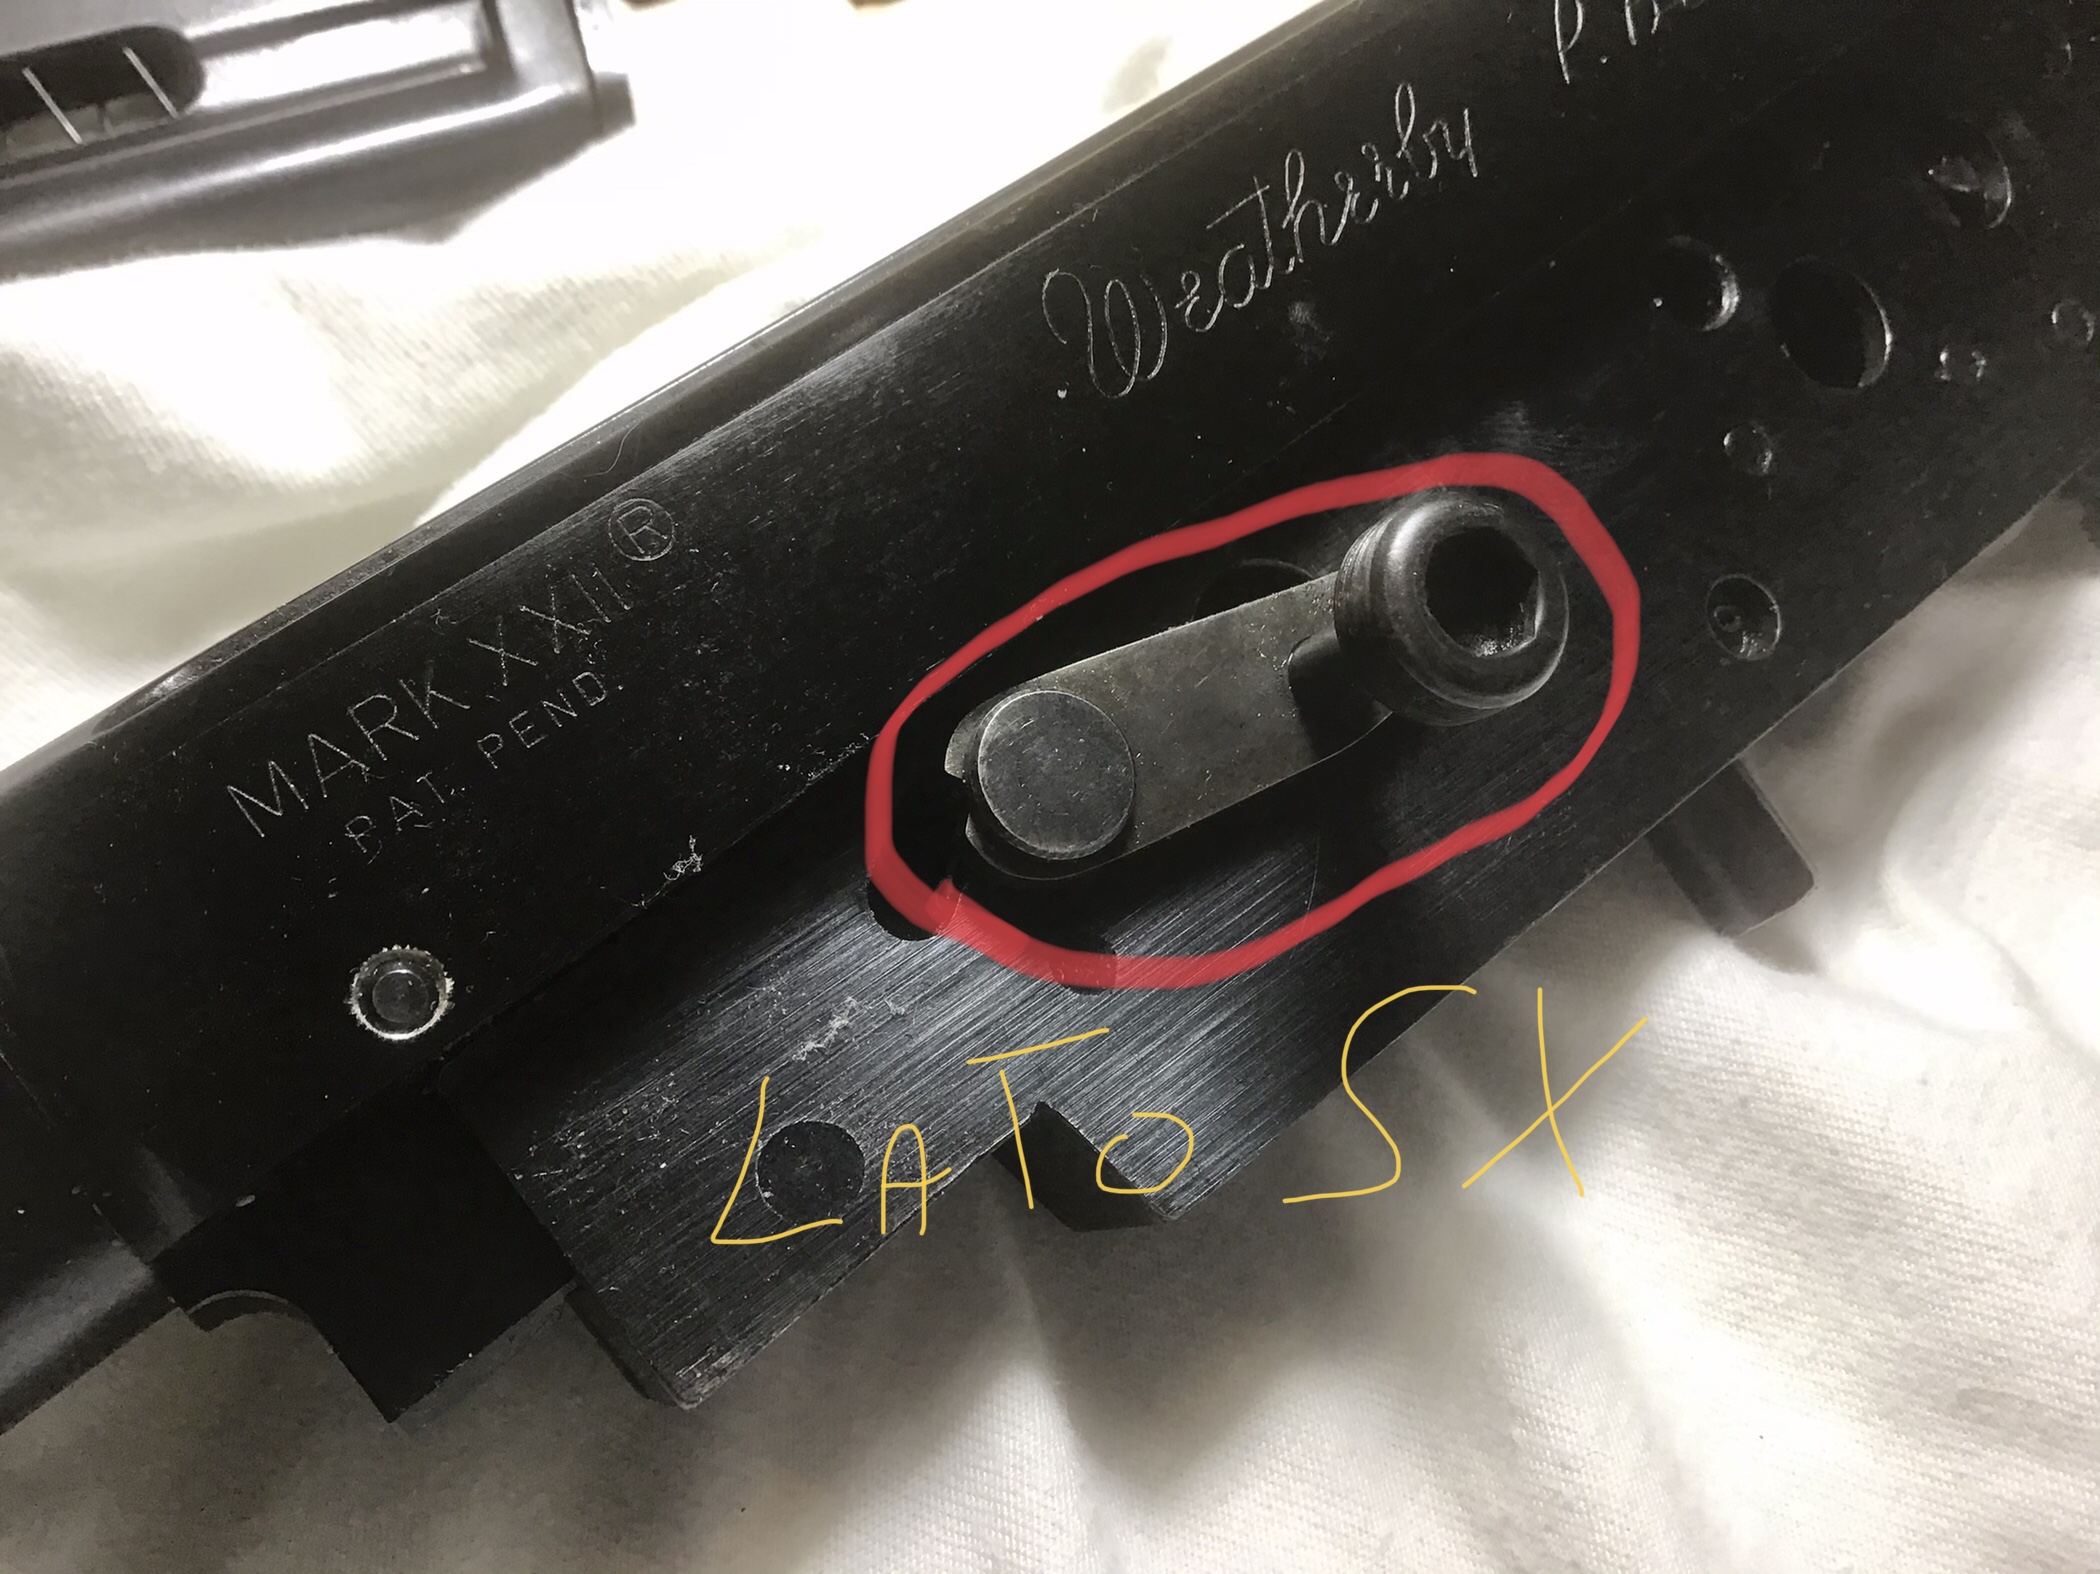 Weatherby
MARK XXII®
PAT. PEND.
LATO SX